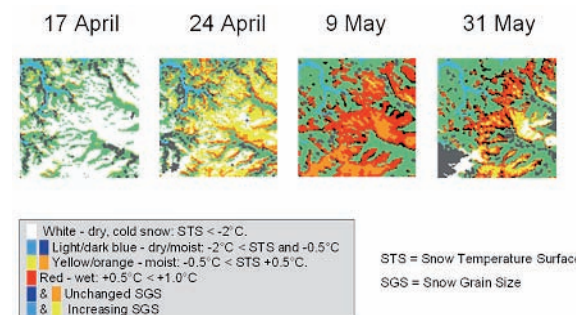 17 April
24 April
9 May
31 May
White - dry, cold snow: STS < -2°C.
Light/dark blue - dry/moist: -2°C < STS and -0.5°C
Yellow/orange - moist: -0.5°C < STS +0.5°C.
Red - wet: +0.5°C < +1.0°C
& Unchanged SGS
& Increasing SGS
STS = Snow Temperature Surface
SGS = Snow Grain Size